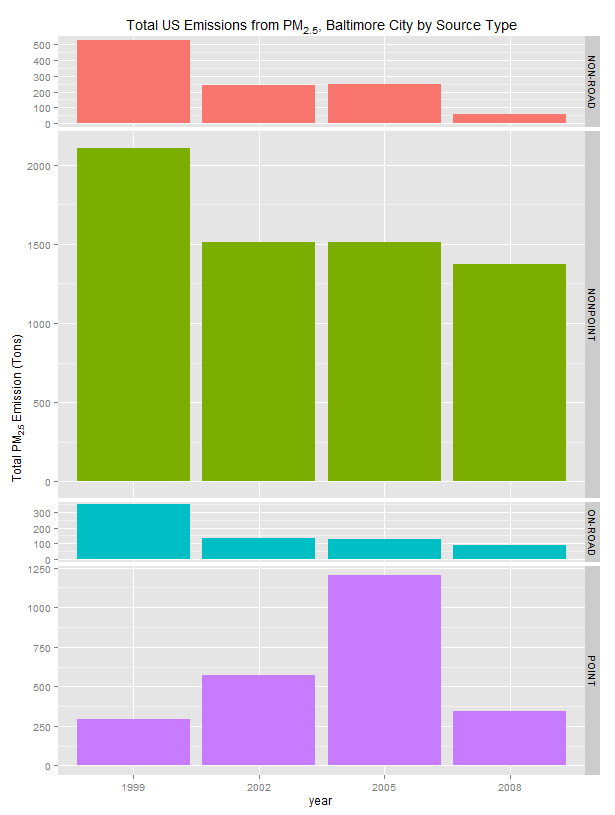 Total US Emissions from PM2.5, Baltimore City by Source Type
500
400
300
200
100
0
NON-ROAD
2000
1500
1000
500
0
NONPOINT
Total PM2.5 Emission (Tons)
300
200
100
0
ON-ROAD
1250
1000
750
500
250
0
POINT
1999 2002 2005 2008
year